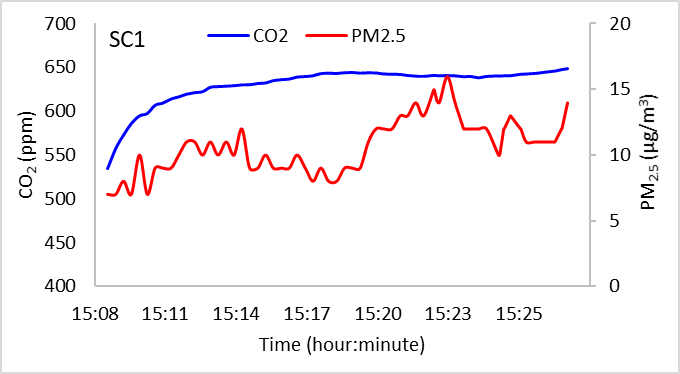 SC1
CO2
PM2.5
700
650
600
550
500
450
400
CO₂ (ppm)
20
15
10
5
0
PM₂.₅ (µg/m³)
15:08 15:11 15:14 15:17 15:20 15:23 15:25
Time (hour:minute)